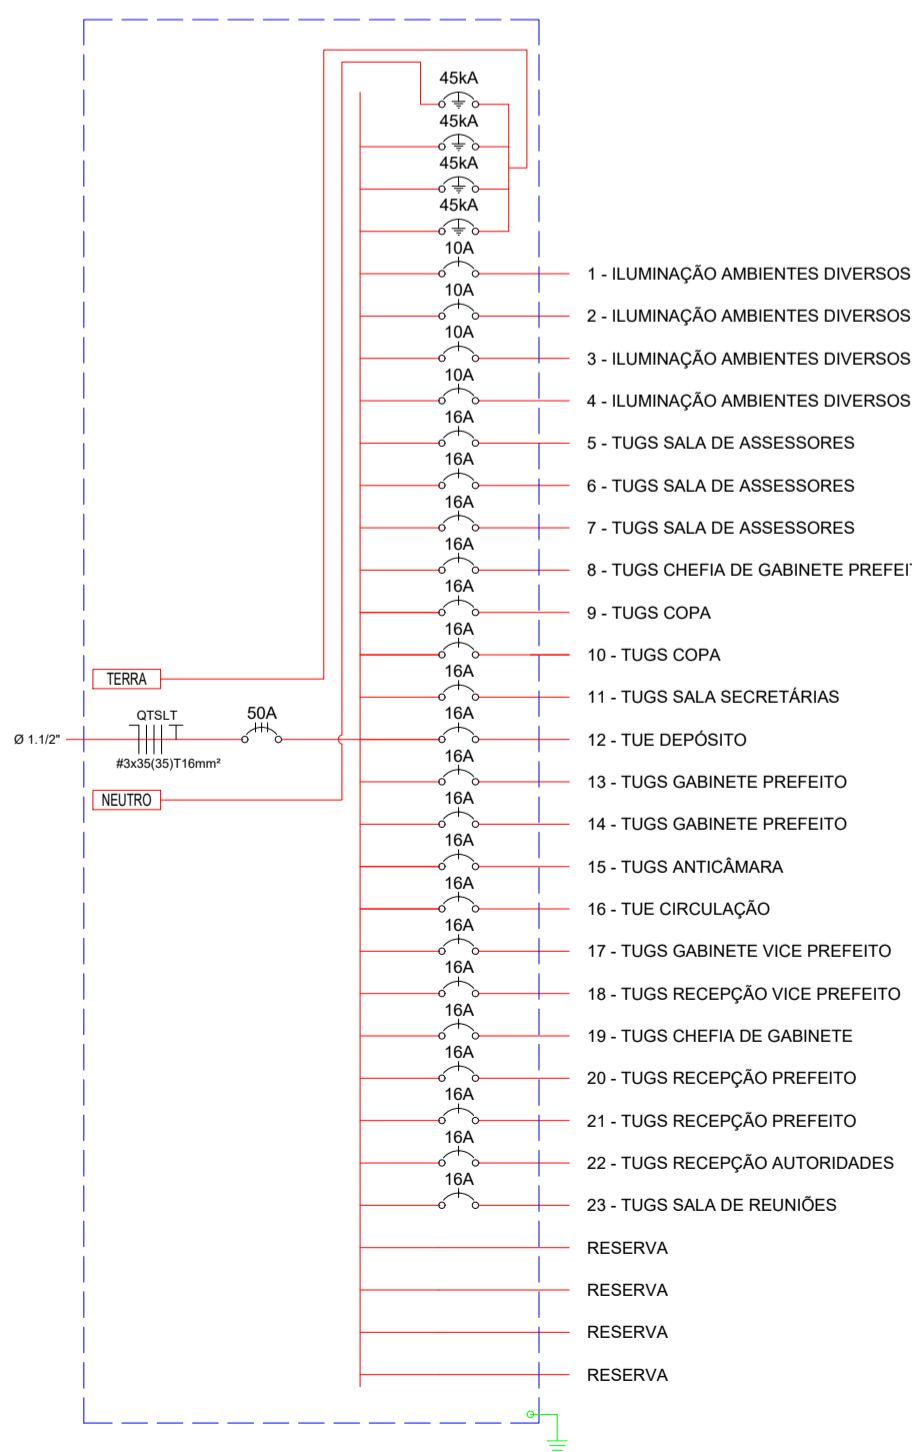 45kA
45kA
45kA
45kA
10A
1 - ILUMINAÇÃO AMBIENTES DIVERSOS
10A
2 - ILUMINAÇÃO AMBIENTES DIVERSOS
10A
3 - ILUMINAÇÃO AMBIENTES DIVERSOS
10A
4 - ILUMINAÇÃO AMBIENTES DIVERSOS
16A
5 - TUGS SALA DE ASSESSORES
16A
6 - TUGS SALA DE ASSESSORES
16A
7 - TUGS SALA DE ASSESSORES
16A
8 - TUGS CHEFIA DE GABINETE
16A
9 - TUGS COPA
16A
10 - TUGS COPA
TERRA
16A
11 - TUGS SALA SECRETÁRIAS
QTSLT
50A
16A
Ø 1.1/2"
12 - TUE DEPÓSITO
#3x35(35)T16mm²
16A
13 - TUGS GABINETE PREFEITO
NEUTRO
16A
14 - TUGS GABINETE PREFEITO
16A
15 - TUGS ANTICÂMARA
16A
16 - TUE CIRCULAÇÃO
16A
17 - TUGS GABINETE VICE PREFEITO
16A
18 - TUGS RECEPÇÃO VICE PREFEITO
16A
19 - TUGS CHEFIA DE GABINETE
16A
20 - TUGS RECEPÇÃO PREFEITO
16A
21 - TUGS RECEPÇÃO PREFEITO
16A
22 - TUGS RECEPÇÃO AUTORIDADES
16A
23 - TUGS SALA DE REUNIÕES
RESERVA
RESERVA
RESERVA
RESERVA